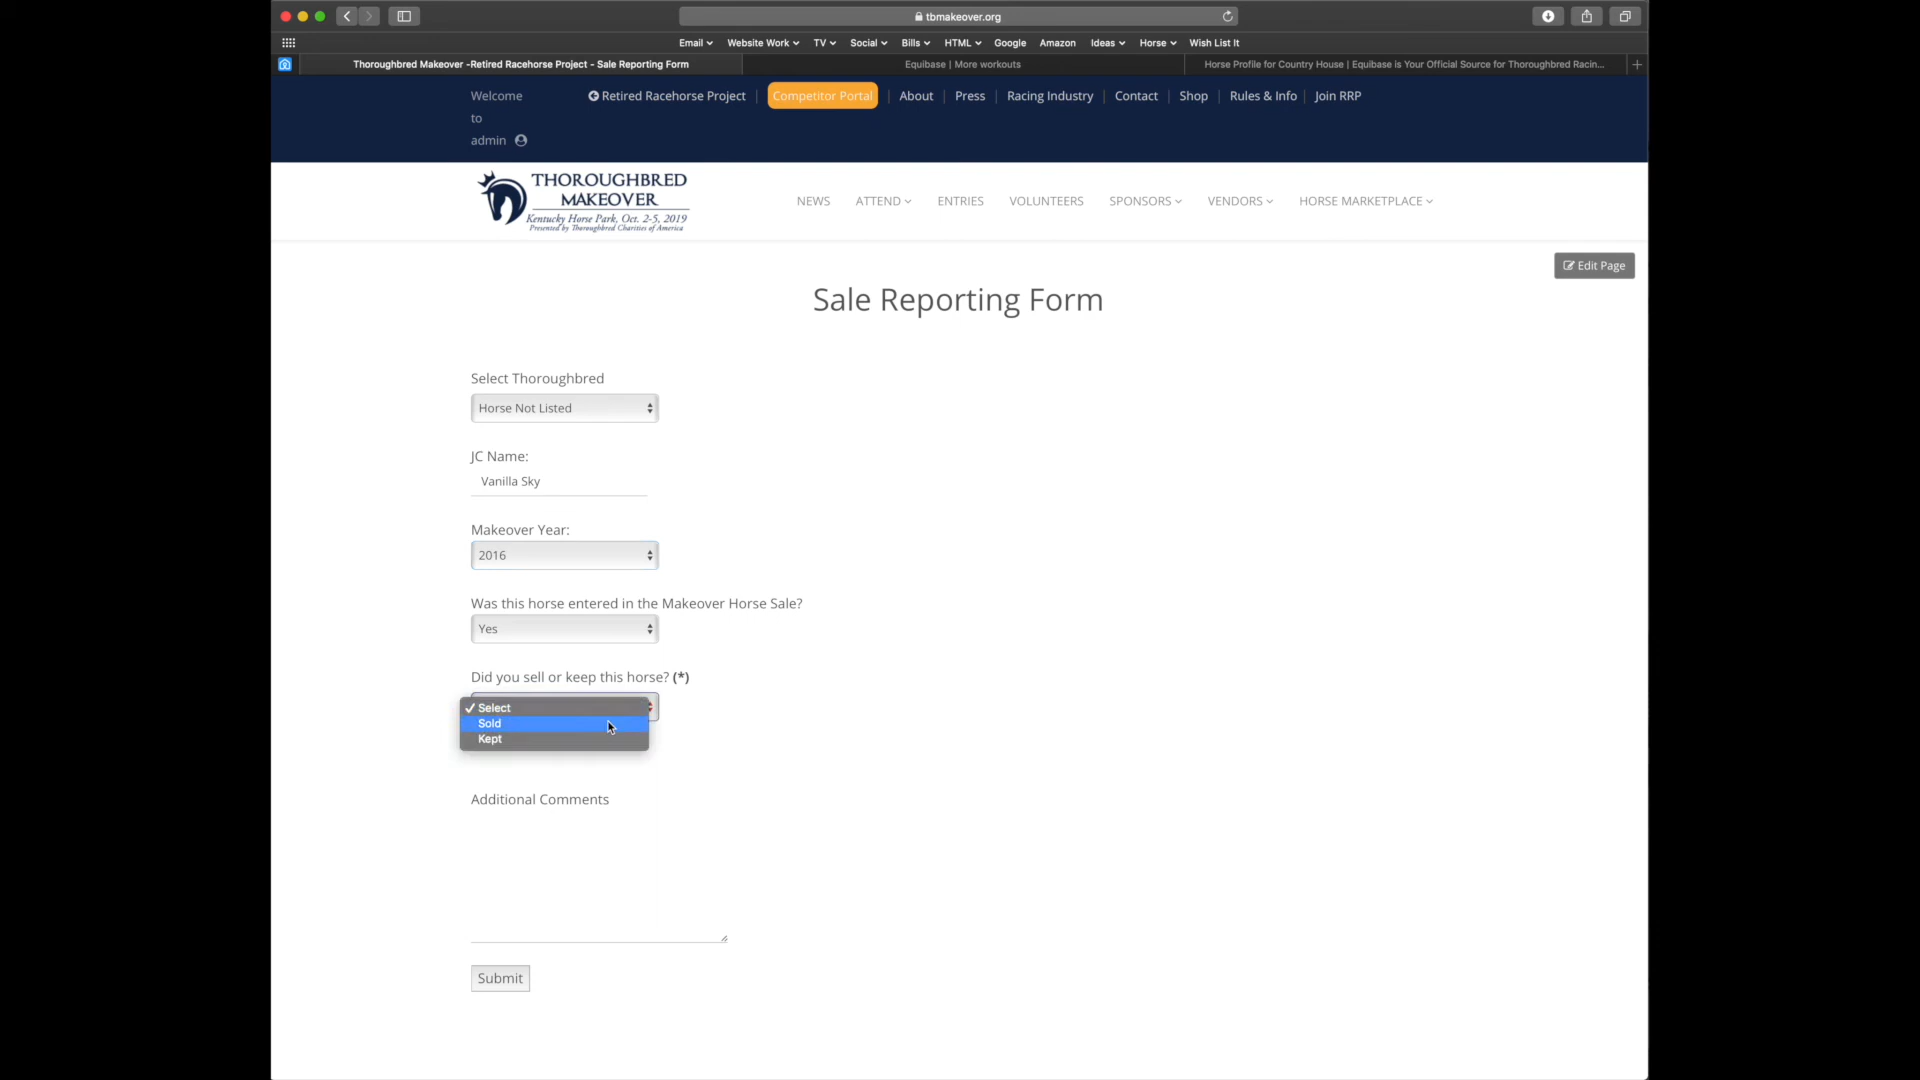 tbmakeover.org
Email Website Work TV Social Bills HTML Google Amazon Ideas Horse Wish List It
Thoroughbred Makeover -Retired Racehorse Project - Sale Reporting Form
Equibase | More workouts
Horse Profile for Country House | Equibase is Your Official Source for Thoroughbred Racin...
Welcome
to
admin
Retired Racehorse Project | Competitor Portal | About | Press | Racing Industry | Contact | Shop | Rules & Info | Join RRP
THOROUGHBRED
MAKEOVER
Kentucky Horse Park, Oct. 2-5, 2019
Presented by Thoroughbred Charities of America
NEWS ATTEND ENTRIES VOLUNTEERS SPONSORS VENDORS HORSE MARKETPLACE
Edit Page
Sale Reporting Form
Select Thoroughbred
Horse Not Listed
JC Name:
Vanilla Sky
Makeover Year:
2016
Was this horse entered in the Makeover Horse Sale?
Yes
Did you sell or keep this horse? (*)
✓ Select
Sold
Kept
Additional Comments
Submit